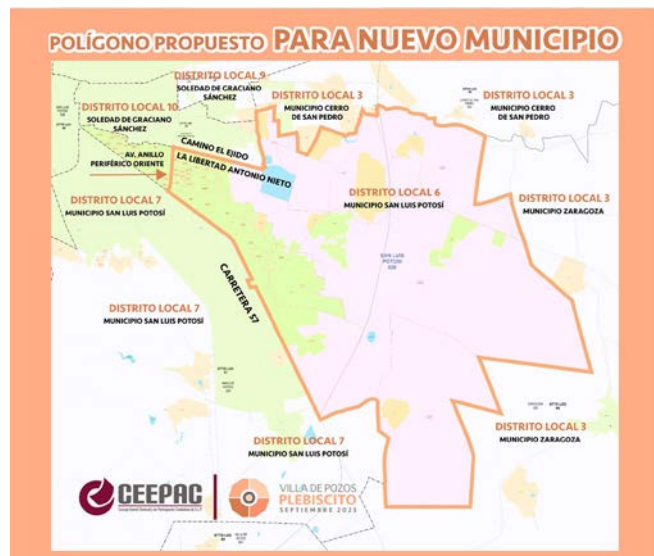 POLÍGONO PROPUESTO PARA NUEVO MUNICIPIO
DISTRITO LOCAL 9
SOLEDAD DE GRACIANO
SÁNCHEZ
DISTRITO LOCAL 3
MUNICIPIO CERRO
DE SAN PEDRO
DISTRITO LOCAL 3
MUNICIPIO CERRO
DE SAN PEDRO
DISTRITO LOCAL 10
SOLEDAD DE GRACIANO
SÁNCHEZ
CAMINO EL EJIDO
LA LIBERTAD ANTONIO NIETO
AV. ANILLO
PERIFÉRICO ORIENTE
DISTRITO LOCAL 7
MUNICIPIO SAN LUIS POTOSÍ
DISTRITO LOCAL 6
MUNICIPIO SAN LUIS POTOSÍ
DISTRITO LOCAL 3
MUNICIPIO ZARAGOZA
SAN LUIS
POTOSI
CARRETERA 57
DISTRITO LOCAL 7
MUNICIPIO SAN LUIS POTOSÍ
DISTRITO LOCAL 3
MUNICIPIO ZARAGOZA
DISTRITO LOCAL 7
MUNICIPIO SAN LUIS POTOSÍ
CEEPAC
VILLA DE POZOS
PLEBISCITO
SEPTIEMBRE 2023